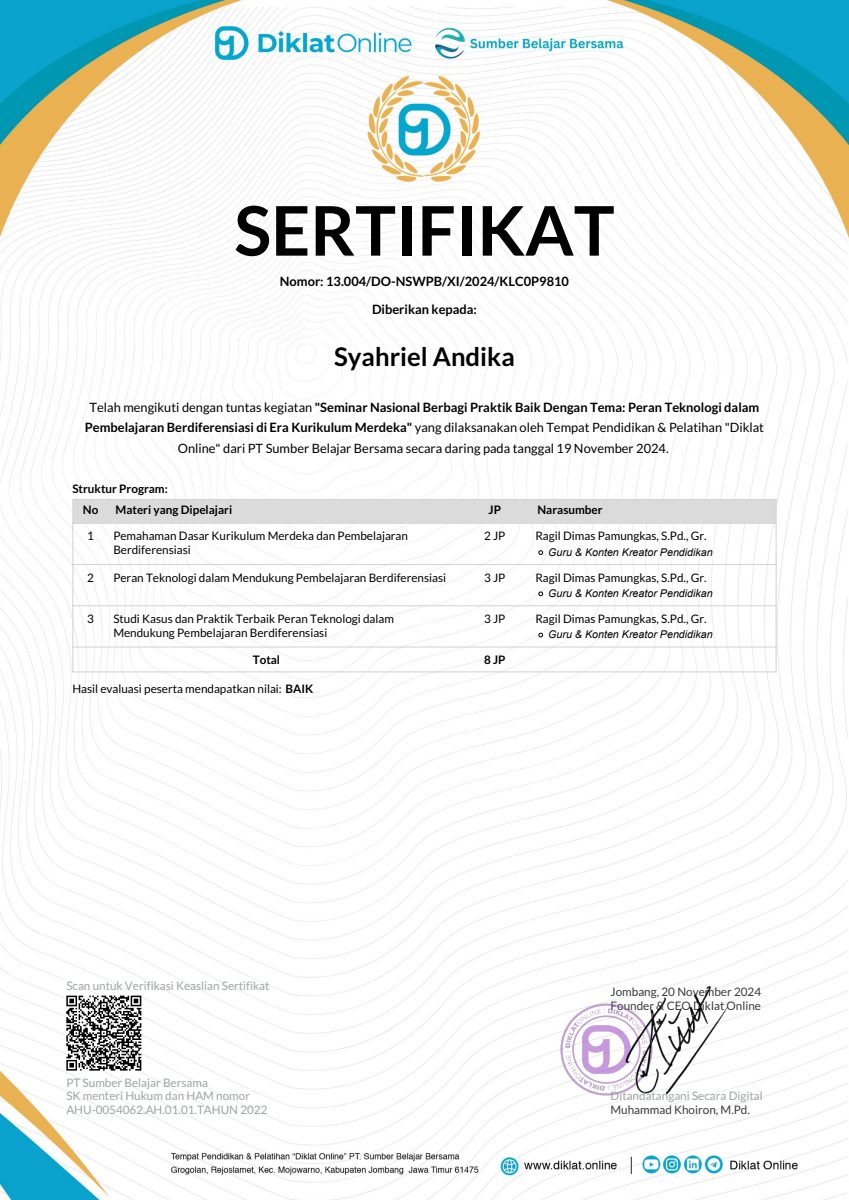 DiklatOnline Sumber Belajar Bersama
SERTIFIKAT
Nomor: 13.004/DO-NSWPB/XI/2024/KLC0P9810
Diberikan kepada:
Syahriel Andika
Telah mengikuti dengan tuntas kegiatan "Seminar Nasional Berbagi Praktik Baik Dengan Tema: Peran Teknologi dalam
Pembelajaran Berdiferensiasi di Era Kurikulum Merdeka" yang dilaksanakan oleh Tempat Pendidikan & Pelatihan "Diklat
Online" dari PT Sumber Belajar Bersama secara daring pada tanggal 19 November 2024.
Struktur Program:
No Materi yang Dipelajari JP Narasumber
1 Pemahaman Dasar Kurikulum Merdeka dan Pembelajaran 2 JP Ragil Dimas Pamungkas, S.Pd., Gr.
Berdiferensiasi Guru & Konten Kreator Pendidikan
2 Peran Teknologi dalam Mendukung Pembelajaran Berdiferensiasi 3 JP Ragil Dimas Pamungkas, S.Pd., Gr.
Guru & Konten Kreator Pendidikan
3 Studi Kasus dan Praktik Terbaik Peran Teknologi dalam 3 JP Ragil Dimas Pamungkas, S.Pd., Gr.
Mendukung Pembelajaran Berdiferensiasi Guru & Konten Kreator Pendidikan
Total 8 JP
Hasil evaluasi peserta mendapatkan nilai: BAIK
Scan untuk Verifikasi Keaslian Sertifikat
PT Sumber Belajar Bersama
SK menteri Hukum dan HAM nomor
AHU-0054062.AH.01.01.TAHUN 2022
Jombang, 20 November 2024
Founder & CEO Diklat Online
DIKLATONLINE | DIKLATONLINE | DIKLATONLINE
Ditandatangani Secara Digital
Muhammad Khoiron, M.Pd.
Tempat Pendidikan & Pelatihan "Diklat Online" PT. Sumber Belajar Bersama
Grogolan, Rejoslamet, Kec. Mojowarno, Kabupaten Jombang Jawa Timur 61475
www.diklat.online | Diklat Online